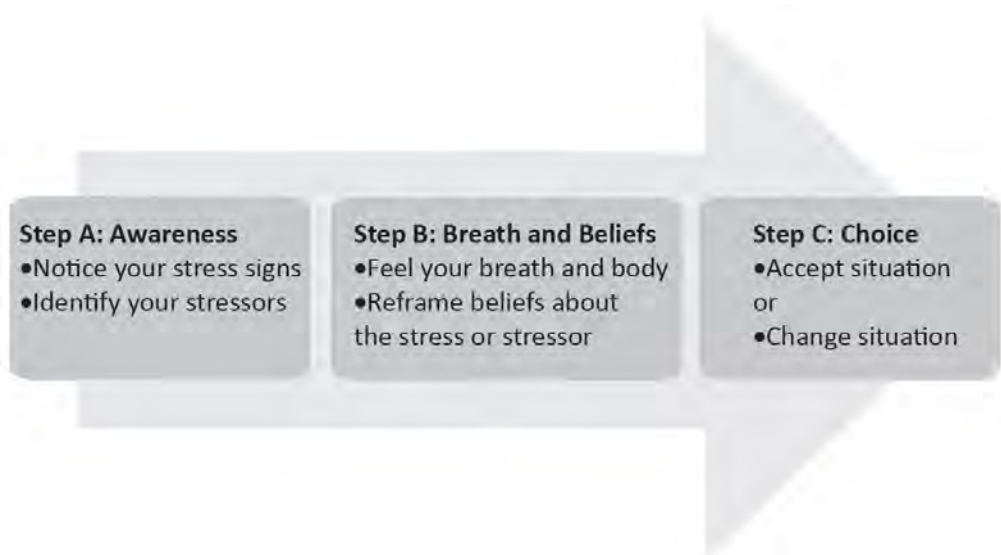 Step A: Awareness
•Notice your stress signs
•Identify your stressors
Step B: Breath and Beliefs
•Feel your breath and body
•Reframe beliefs about
the stress or stressor
Step C: Choice
•Accept situation
or
•Change situation